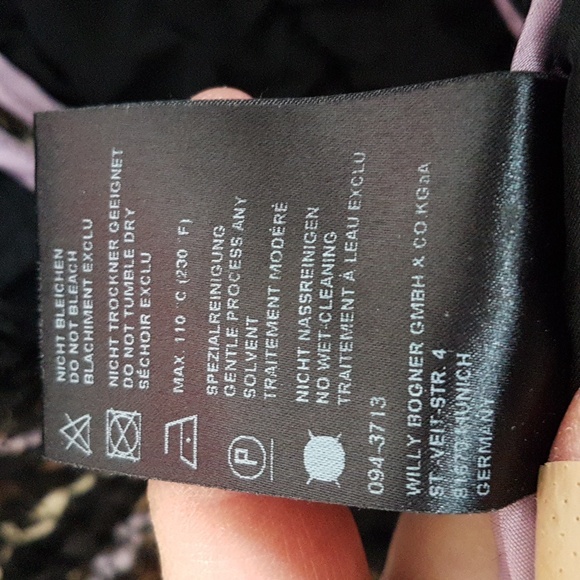 NICHT BLEICHEN
DO NOT BLEACH
BLACHIMENT EXCLU
NICHT TROCKNER GEEIGNET
DO NOT TUMBLE DRY
SÉCHOIR EXCLU
MAX. 110 °C (230 °F)
SPEZIALREINIGUNG
GENTLE PROCESS ANY
SOLVENT
TRAITEMENT MODÉRÉ
P
NICHT NASSREINIGEN
NO WET-CLEANING
TRAITEMENT À LEAU EXCLU
094-3713
WILLY BOGNER GMBH & CO KGaA
ST.-VEIT-STR. 4
MUNICH
GERMANY